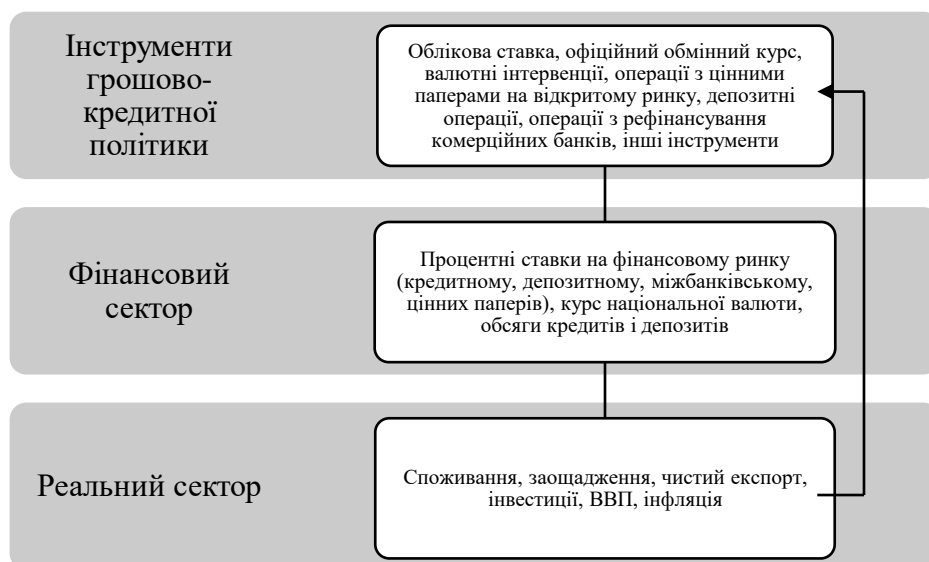 Інструменти
грошово-
кредитної
політики
Облікова ставка, офіційний обмінний курс,
валютні інтервенції, операції з цінними
паперами на відкритому ринку, депозитні
операції, операції з рефінансування
комерційних банків, інші інструменти
Фінансовий
сектор
Процентні ставки на фінансовому ринку
(кредитному, депозитному, міжбанківському,
цінних паперів), курс національної валюти,
обсяги кредитів і депозитів
Реальний сектор
Споживання, заощадження, чистий експорт,
інвестиції, ВВП, інфляція